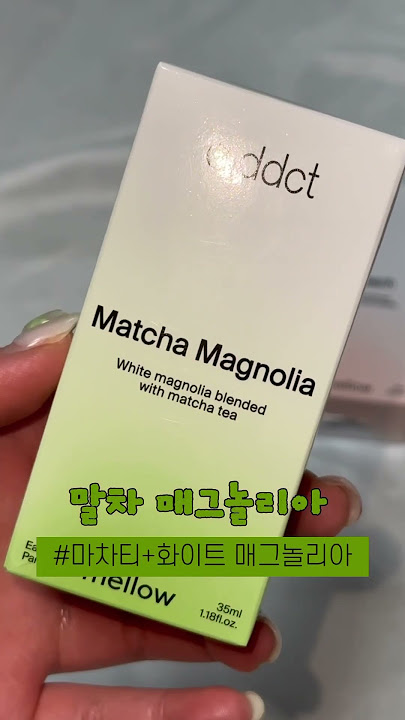 addct
Matcha Magnolia
White magnolia blended
with matcha tea
말차 매그놀리아
#마차티+화이트 매그놀리아
mellow
35ml
1.18fl.oz.